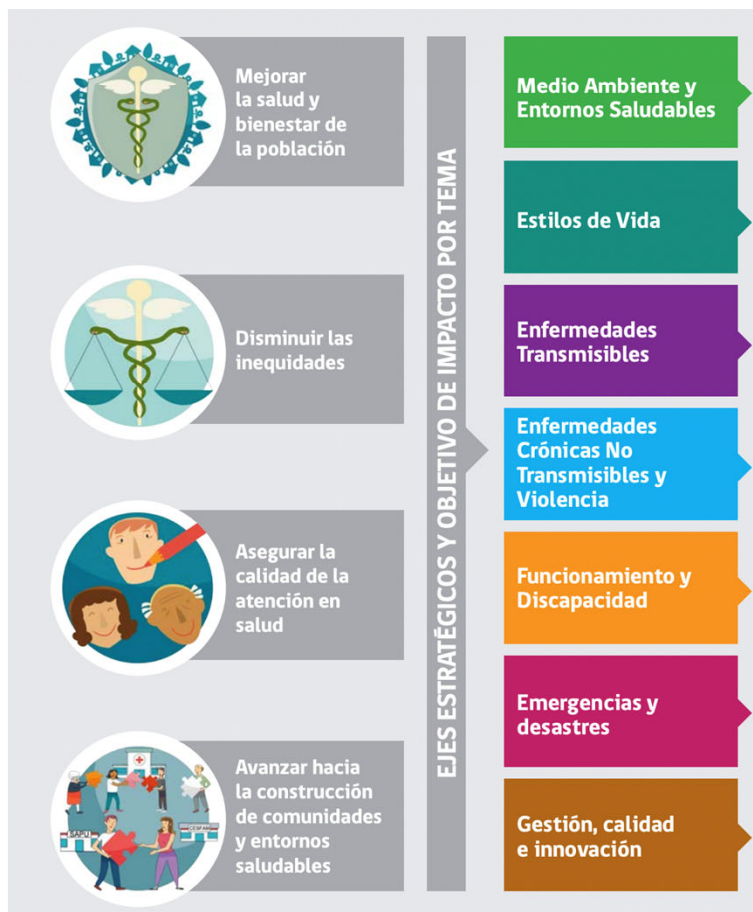 Mejorar
la salud y
bienestar de
la población
Disminuir las
inequidades
Asegurar la
calidad de la
atención en
salud
SAPU
CESFAM
Avanzar hacia
la construcción
de comunidades
y entornos
saludables
EJES ESTRATÉGICOS Y OBJETIVO DE IMPACTO POR TEMA
Medio Ambiente y
Entornos Saludables
Estilos de Vida
Enfermedades
Transmisibles
Enfermedades
Crónicas No
Transmisibles y
Violencia
Funcionamiento y
Discapacidad
Emergencias y
desastres
Gestión, calidad
e innovación